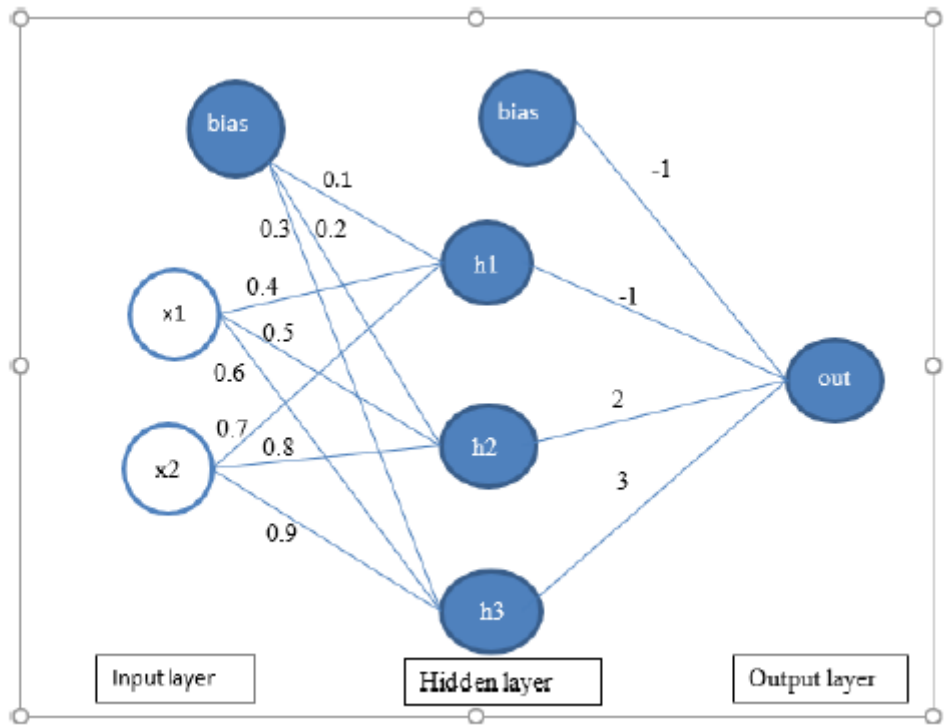 bias
bias
-1
0.1
0.3
0.2
h1
0.4
-1
x1
0.5
0.6
out
2
0.7
0.8
h2
x2
3
0.9
h3
Input layer
Hidden layer
Output layer